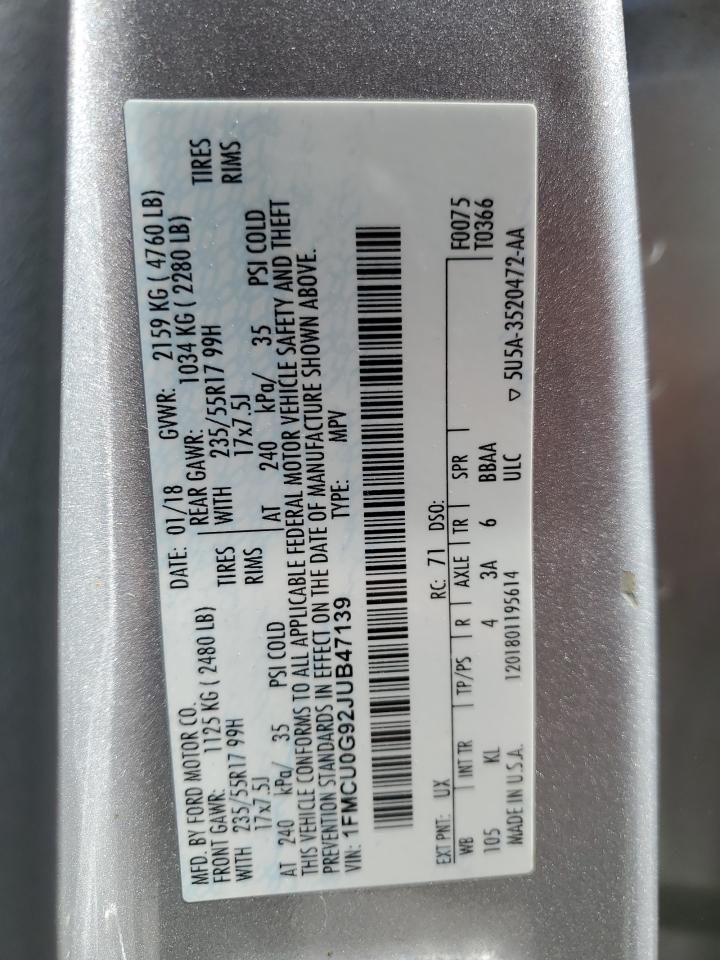 MFD. BY FORD MOTOR CO.
DATE: 01/18 GVWR: 2159 KG ( 4760 LB)
FRONT GAWR: 1125 KG ( 2480 LB) REAR GAWR: 1034 KG ( 2280 LB)
WITH 235/55R17 99H TIRES WITH 235/55R17 99H TIRES
17x7.5J RIMS 17x7.5J RIMS
AT 240 kPa/ 35 PSI COLD AT 240 kPa/ 35 PSI COLD
THIS VEHICLE CONFORMS TO ALL APPLICABLE FEDERAL MOTOR VEHICLE SAFETY AND THEFT
PREVENTION STANDARDS IN EFFECT ON THE DATE OF MANUFACTURE SHOWN ABOVE.
VIN: 1FMCU0G92JUB47139 TYPE: MPV
EXT PNT: UX RC: 71 DSO: F0075
WB INT TR TP/PS R AXLE TR SPR T0366
105 KL 4 3A 6 BBAA
MADE IN U.S.A. 1201801195614 ULC ▽ 5U5A-3520472-AA